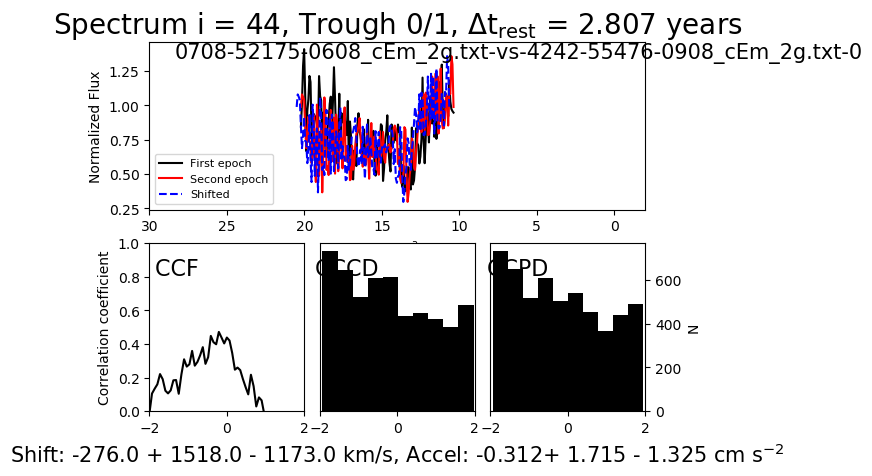 Spectrum i = 44, Trough 0/1, Δt_rest = 2.807 years
0708-52175-0608_cEm_2g.txt-vs-4242-55476-0908_cEm_2g.txt-0
Normalized Flux
1.25
1.00
0.75
0.50
0.25
First epoch
Second epoch
Shifted
30 25 20 15 10 5 0
Correlation coefficient
1.0
0.8
0.6
0.4
0.2
0.0
CCF
CCCD
CCPD
600
400
200
0
N
−2 0 2
−2 0 2
−2 0 2
Shift: -276.0 + 1518.0 - 1173.0 km/s, Accel: -0.312+ 1.715 - 1.325 cm s⁻²